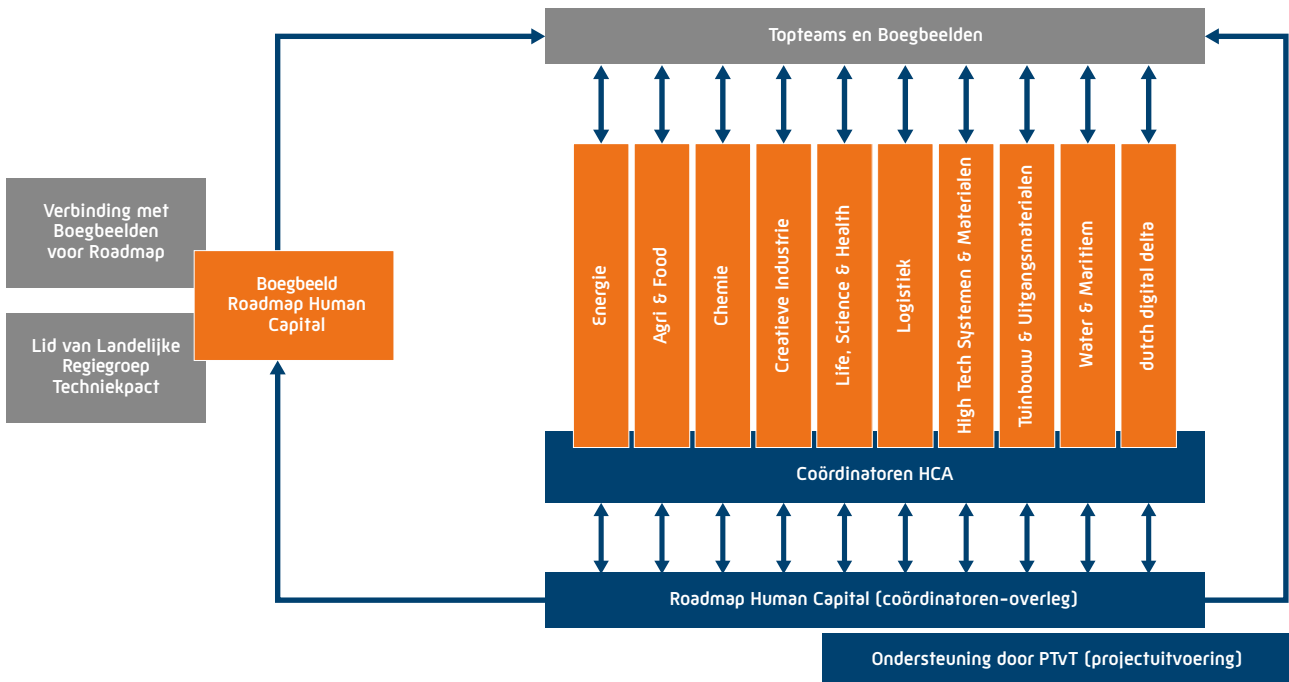 Topteams en Boegbeelden
Verbinding met
Boegbeelden
voor Roadmap
Boegbeeld
Roadmap Human
Capital
Lid van Landelijke
Regiegroep
Techniekpact
Energie
Agri & Food
Chemie
Creatieve Industrie
Life, Science & Health
Logistiek
High Tech Systemen & Materialen
Tuinbouw & Uitgangsmaterialen
Water & Maritiem
dutch digital delta
Coördinatoren HCA
Roadmap Human Capital (coördinatoren-overleg)
Ondersteuning door PTvT (projectuitvoering)